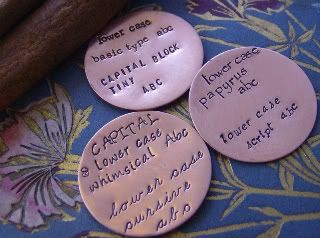 lower case
basic type abc
CAPITAL BLOCK
TINY
ABC
lower case
papyrus
abc
lower case
script abc
CAPITAL
@ lower case
whimsical Abc
lower case
cursive
abc